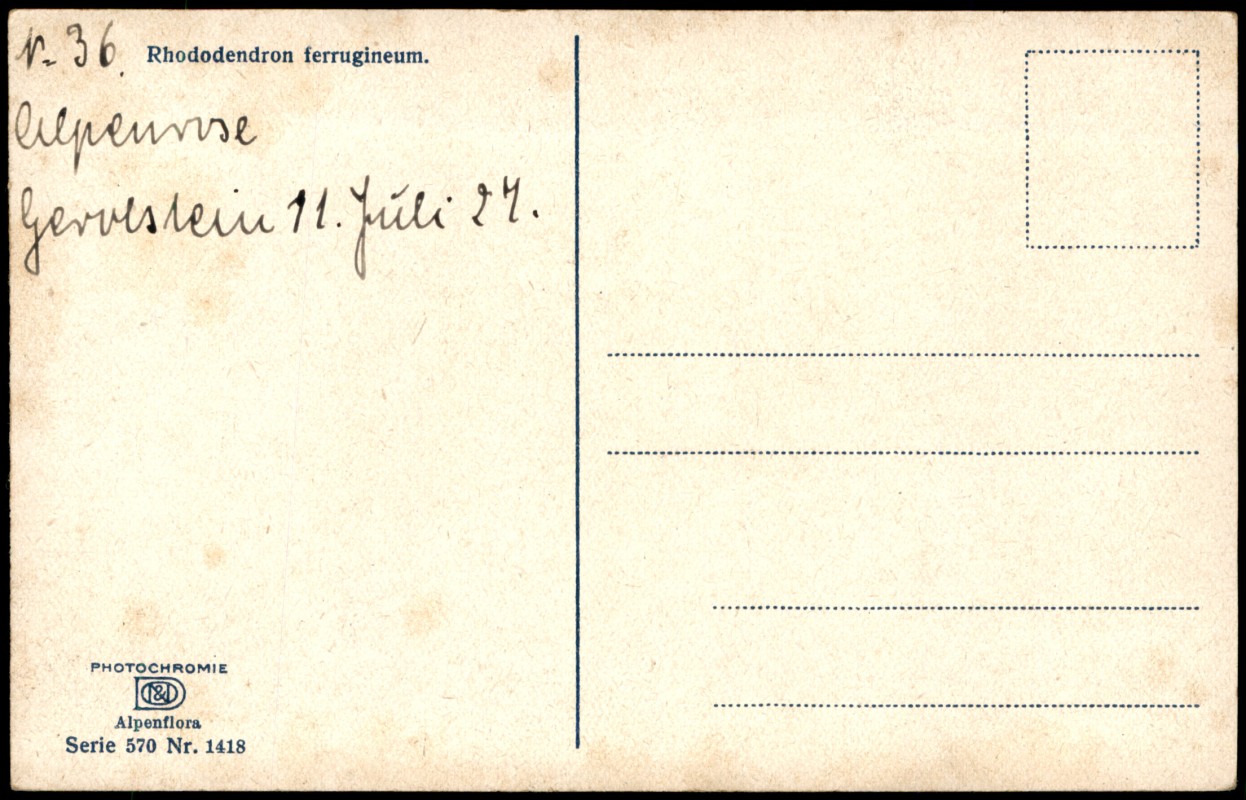 N. 36. Rhododendron ferrugineum.
Alpenrose
Gerolstein 11. Juli 27.
PHOTOCHROMIE
Alpenflora
Serie 570 Nr. 1418